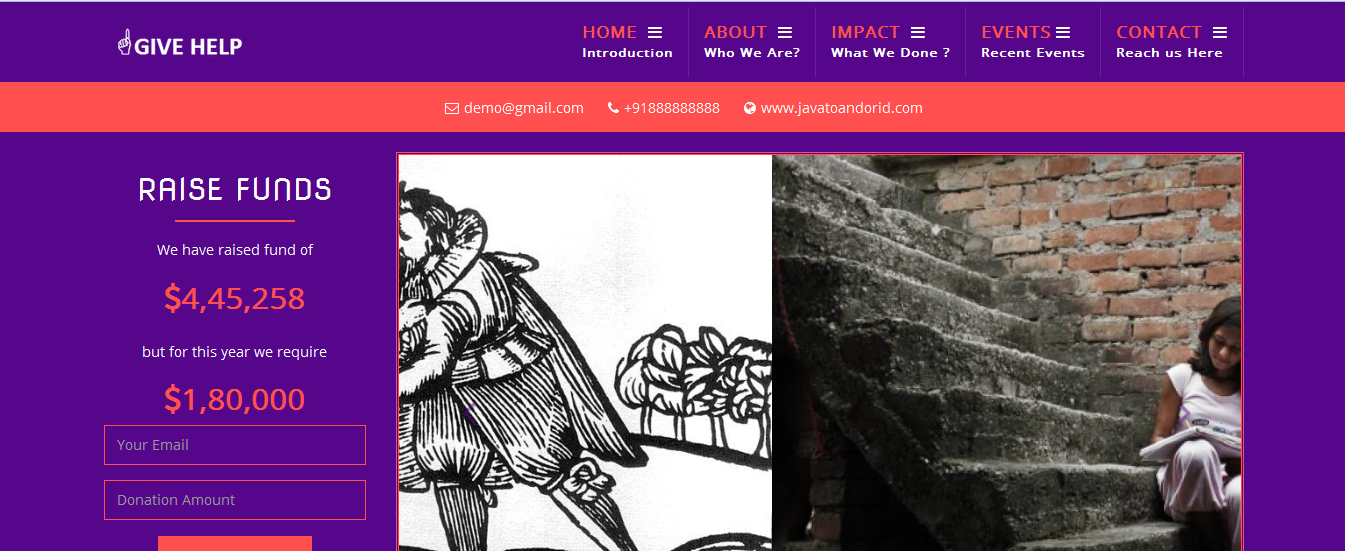 GIVE HELP
HOME
Introduction
ABOUT
Who We Are?
IMPACT
What We Done ?
EVENTS
Recent Events
CONTACT
Reach us Here
demo@gmail.com +91888888888 www.javatoandorid.com
RAISE FUNDS
We have raised fund of
$4,45,258
but for this year we require
$1,80,000
Your Email
Donation Amount